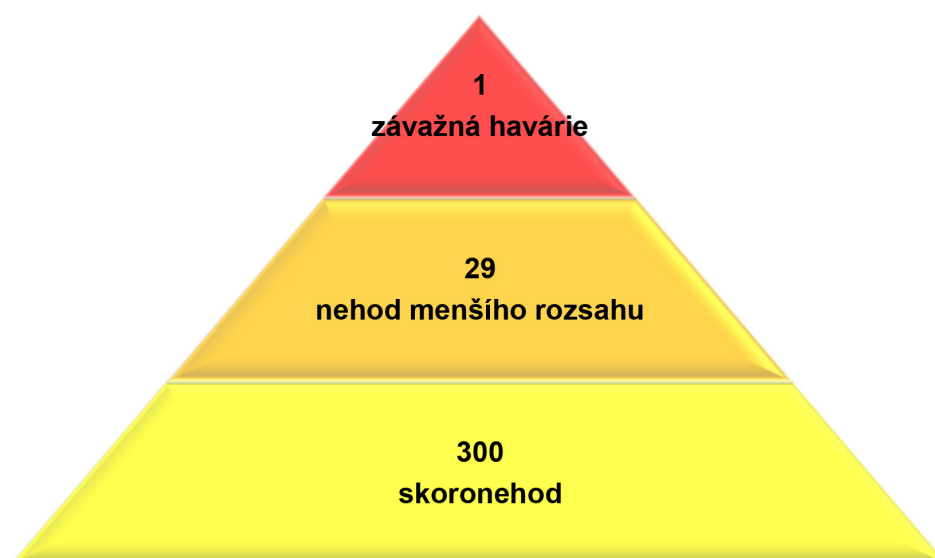 1
závažná havárie
29
nehod menšího rozsahu
300
skoronehod